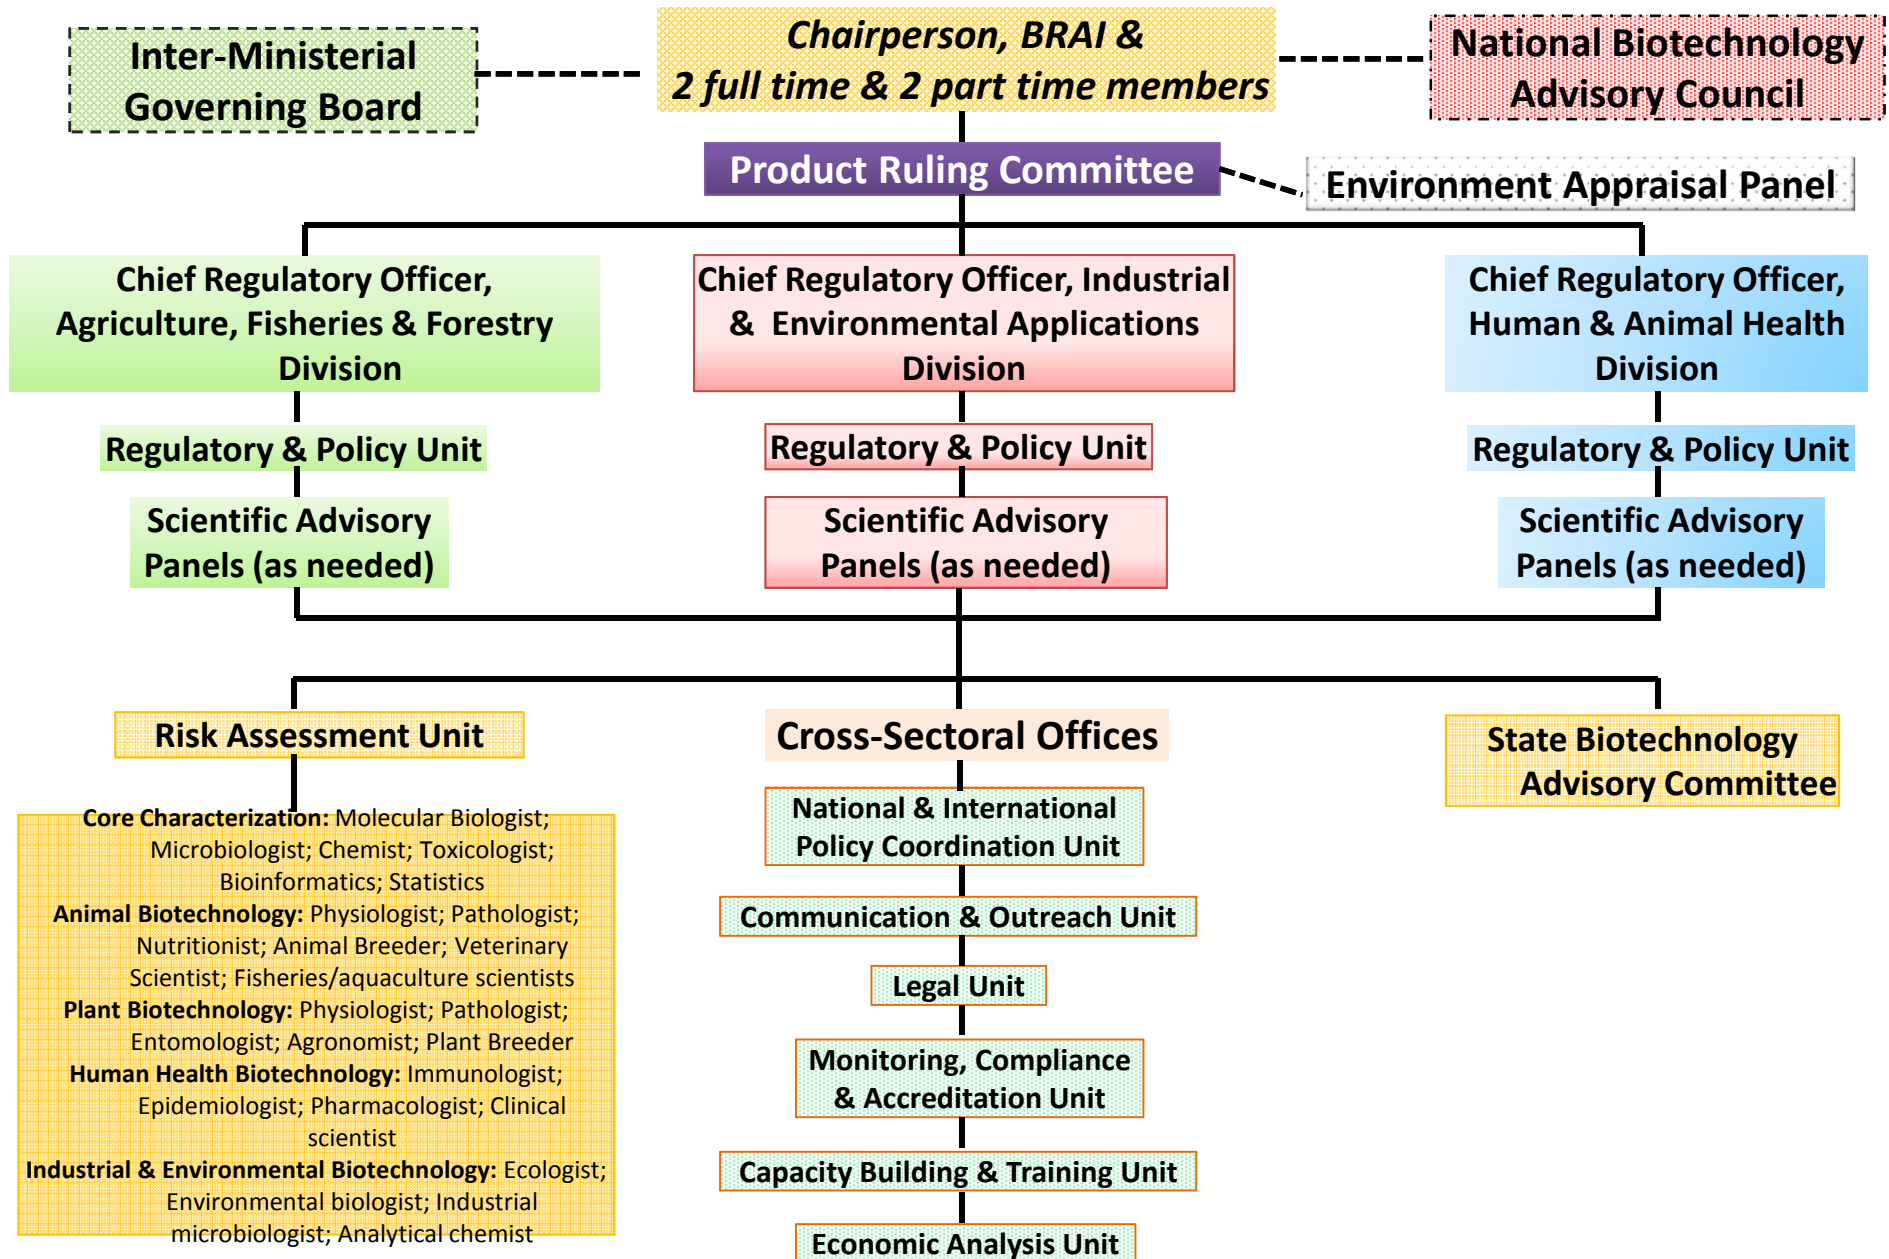 Inter-Ministerial
Governing Board
Chairperson, BRAI &
2 full time & 2 part time members
National Biotechnology
Advisory Council
Product Ruling Committee
Environment Appraisal Panel
Chief Regulatory Officer,
Agriculture, Fisheries & Forestry
Division
Chief Regulatory Officer, Industrial
& Environmental Applications
Division
Chief Regulatory Officer,
Human & Animal Health
Division
Regulatory & Policy Unit
Regulatory & Policy Unit
Regulatory & Policy Unit
Scientific Advisory
Panels (as needed)
Scientific Advisory
Panels (as needed)
Scientific Advisory
Panels (as needed)
Risk Assessment Unit
Core Characterization: Molecular Biologist;
Microbiologist; Chemist; Toxicologist;
Bioinformatics; Statistics
Animal Biotechnology: Physiologist; Pathologist;
Nutritionist; Animal Breeder; Veterinary
Scientist; Fisheries/aquaculture scientists
Plant Biotechnology: Physiologist; Pathologist;
Entomologist; Agronomist; Plant Breeder
Human Health Biotechnology: Immunologist;
Epidemiologist; Pharmacologist; Clinical
scientist
Industrial & Environmental Biotechnology: Ecologist;
Environmental biologist; Industrial
microbiologist; Analytical chemist
Cross-Sectoral Offices
National & International
Policy Coordination Unit
Communication & Outreach Unit
Legal Unit
Monitoring, Compliance
& Accreditation Unit
Capacity Building & Training Unit
Economic Analysis Unit
State Biotechnology
Advisory Committee